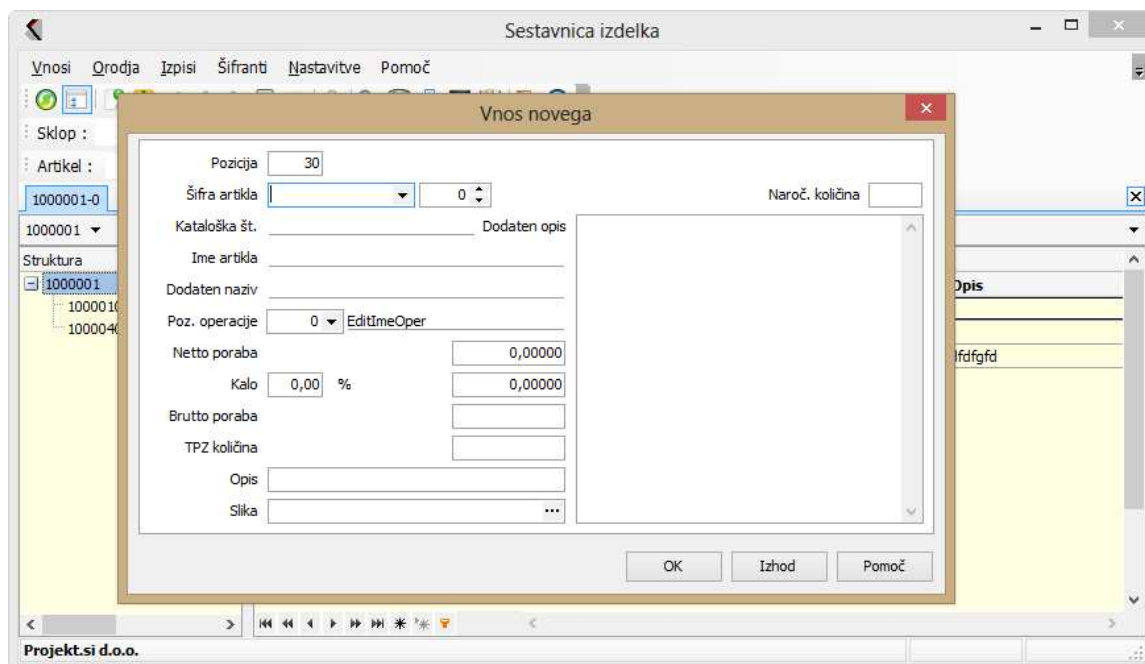 Sestavnica izdelka
Vnosi Orodja Izpisi Šifranti Nastavitve Pomoč
Sklop :
Artikel :
1000001-0
1000001
Struktura
1000001
Opis
lfdfgfd
Vnos novega
Pozicija 30
Šifra artikla 0 Naroč. količina
Kataloška št. Dodaten opis
Ime artikla
Dodaten naziv
Poz. operacije 0 EditImeOper
Netto poraba 0,00000
Kalo 0,00 % 0,00000
Brutto poraba
TPZ količina
Opis
Slika ...
OK Izhod Pomoč
Projekt.si d.o.o.